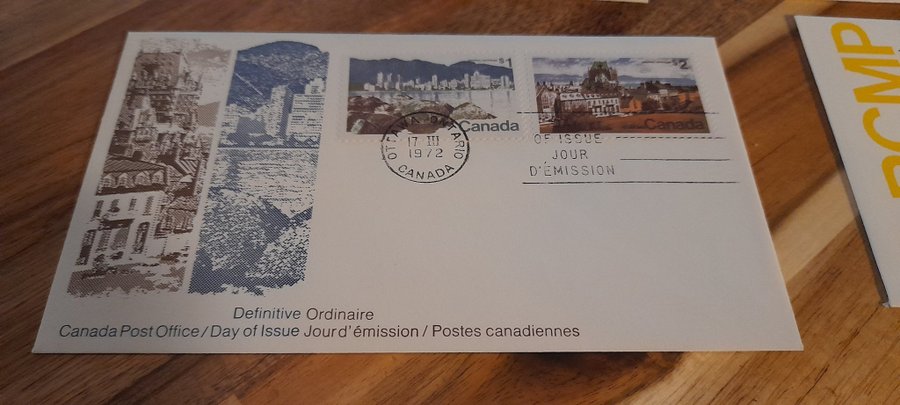 $1
$2
Canada
Canada
OTTAWA ONTARIO
17 III
1972
CANADA
OF ISSUE
JOUR
D'ÉMISSION
Definitive Ordinaire
Canada Post Office / Day of Issue Jour d'émission / Postes canadiennes
RCMP